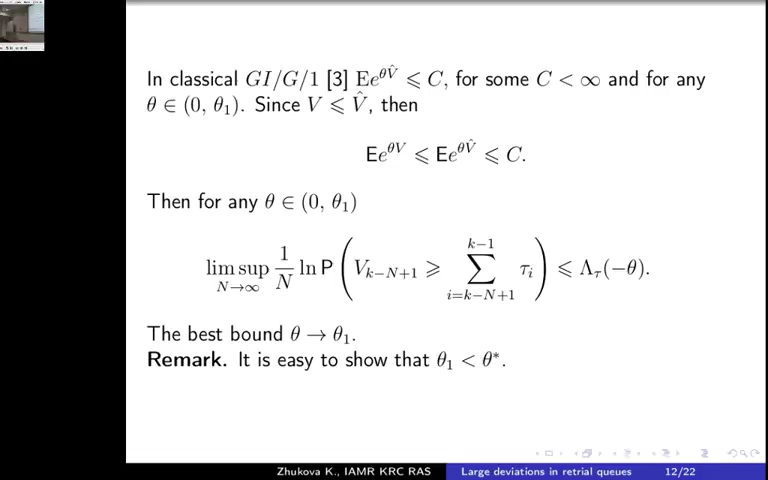 In classical GI/G/1 [3] Ee^{θV̂} ⩽ C, for some C < ∞ and for any
θ ∈ (0, θ₁). Since V ⩽ V̂, then
Ee^{θV} ⩽ Ee^{θV̂} ⩽ C.
Then for any θ ∈ (0, θ₁)
lim sup_{N→∞} 1/N ln P ( V_{k−N+1} ⩾ ∑_{i=k−N+1}^{k−1} τ_i ) ⩽ Λ_τ(−θ).
The best bound θ → θ₁.
Remark. It is easy to show that θ₁ < θ*.
Zhukova K., IAMR KRC RAS Large deviations in retrial queues 12/22